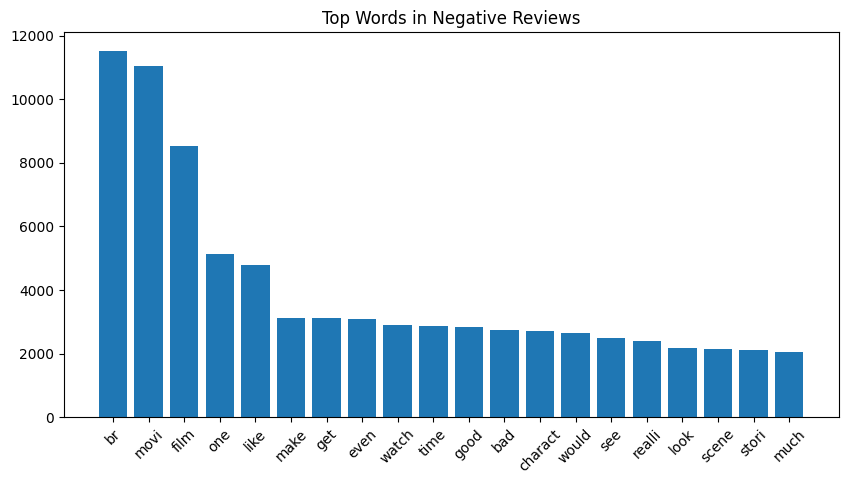 Top Words in Negative Reviews
12000
10000
8000
6000
4000
2000
0
br
movi
film
one
like
make
get
even
watch
time
good
bad
charact
would
see
realli
look
scene
stori
much